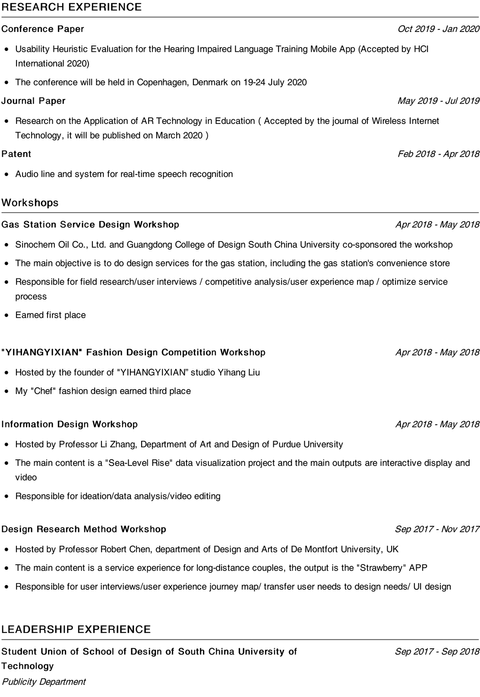 RESEARCH EXPERIENCE
Conference Paper Oct 2019 - Jan 2020
• Usability Heuristic Evaluation for the Hearing Impaired Language Training Mobile App (Accepted by HCI
International 2020)
• The conference will be held in Copenhagen, Denmark on 19-24 July 2020
Journal Paper May 2019 - Jul 2019
• Research on the Application of AR Technology in Education ( Accepted by the journal of Wireless Internet
Technology, it will be published on March 2020 )
Patent Feb 2018 - Apr 2018
• Audio line and system for real-time speech recognition
Workshops
Gas Station Service Design Workshop Apr 2018 - May 2018
• Sinochem Oil Co., Ltd. and Guangdong College of Design South China University co-sponsored the workshop
• The main objective is to do design services for the gas station, including the gas station's convenience store
• Responsible for field research/user interviews / competitive analysis/user experience map / optimize service
process
• Earned first place
"YIHANGYIXIAN" Fashion Design Competition Workshop Apr 2018 - May 2018
• Hosted by the founder of "YIHANGYIXIAN" studio Yihang Liu
• My "Chef" fashion design earned third place
Information Design Workshop Apr 2018 - May 2018
• Hosted by Professor Li Zhang, Department of Art and Design of Purdue University
• The main content is a "Sea-Level Rise" data visualization project and the main outputs are interactive display and
video
• Responsible for ideation/data analysis/video editing
Design Research Method Workshop Sep 2017 - Nov 2017
• Hosted by Professor Robert Chen, department of Design and Arts of De Montfort University, UK
• The main content is a service experience for long-distance couples, the output is the "Strawberry" APP
• Responsible for user interviews/user experience journey map/ transfer user needs to design needs/ UI design
LEADERSHIP EXPERIENCE
Student Union of School of Design of South China University of Sep 2017 - Sep 2018
Technology
Publicity Department